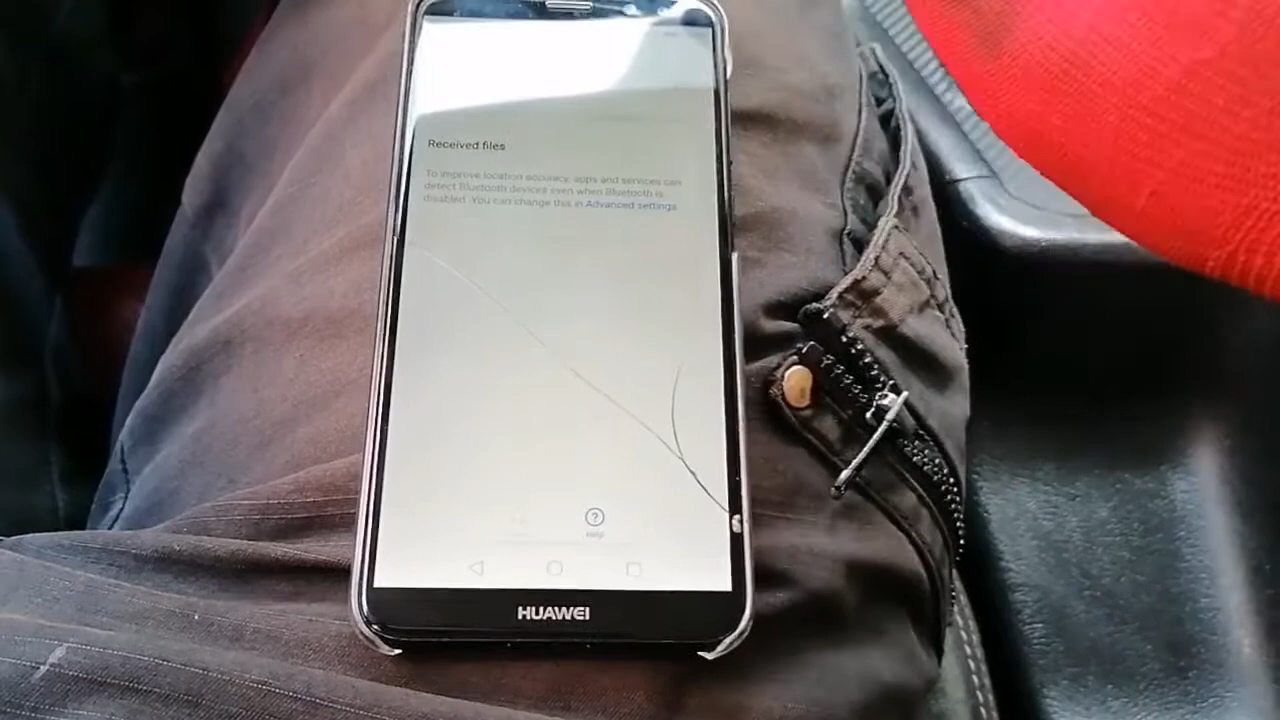 Received files
To improve location accuracy, apps and services can
detect Bluetooth devices even when Bluetooth is
disabled. You can change this in Advanced settings.
?
Help
HUAWEI